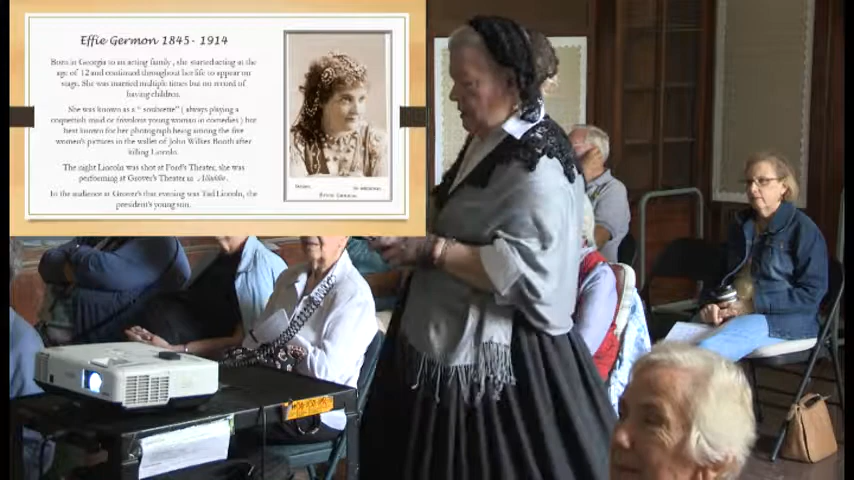 Effie Germon 1845- 1914
Born in Georgia to an acting family , she started acting at the
age of 12 and continued throughout her life to appear on
stage. She was married multiple times but no record of
having children.
She was known as a " soubrette" ( always playing a
coquettish maid or frivolous young woman in comedies ) but
best known for her photograph being among the five
women's pictures in the wallet of John Wilkes Booth after
killing Lincoln.
The night Lincoln was shot at Ford's Theater, she was
performing at Grover's Theater in Aladdin.
In the audience at Grover's that evening was Tad Lincoln, the
president's young son.
Effie Germon.